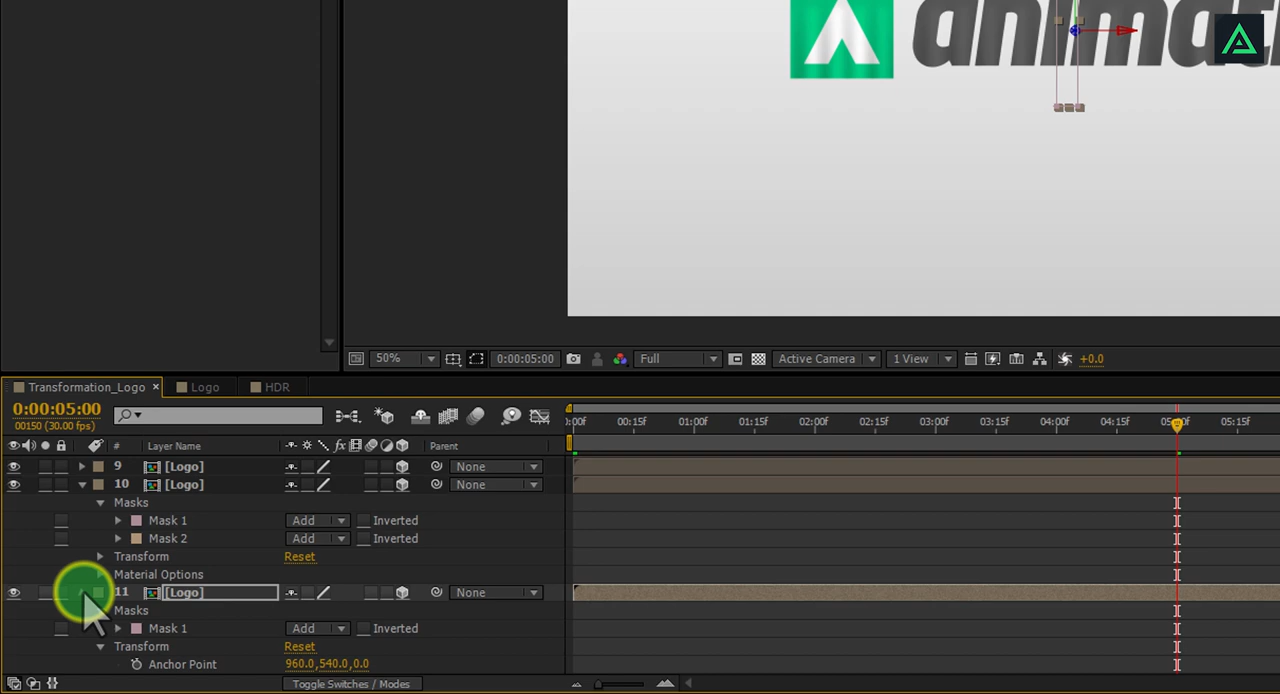 animat
50%
0:00:05:00
Full
Active Camera
1 View
+0.0
Transformation_Logo ×
Logo
HDR
0:00:05:00
00150 (30.00 fps)
:00f 00:15f 01:00f 01:15f 02:00f 02:15f 03:00f 03:15f 04:00f 04:15f 05:00f 05:15f
# Layer Name fx Parent
9 [Logo] None
10 [Logo] None
Masks
Mask 1 Add Inverted
Mask 2 Add Inverted
Transform Reset
Material Options
11 [Logo] None
Masks
Mask 1 Add Inverted
Transform Reset
Anchor Point 960.0,540.0,0.0
Toggle Switches / Modes